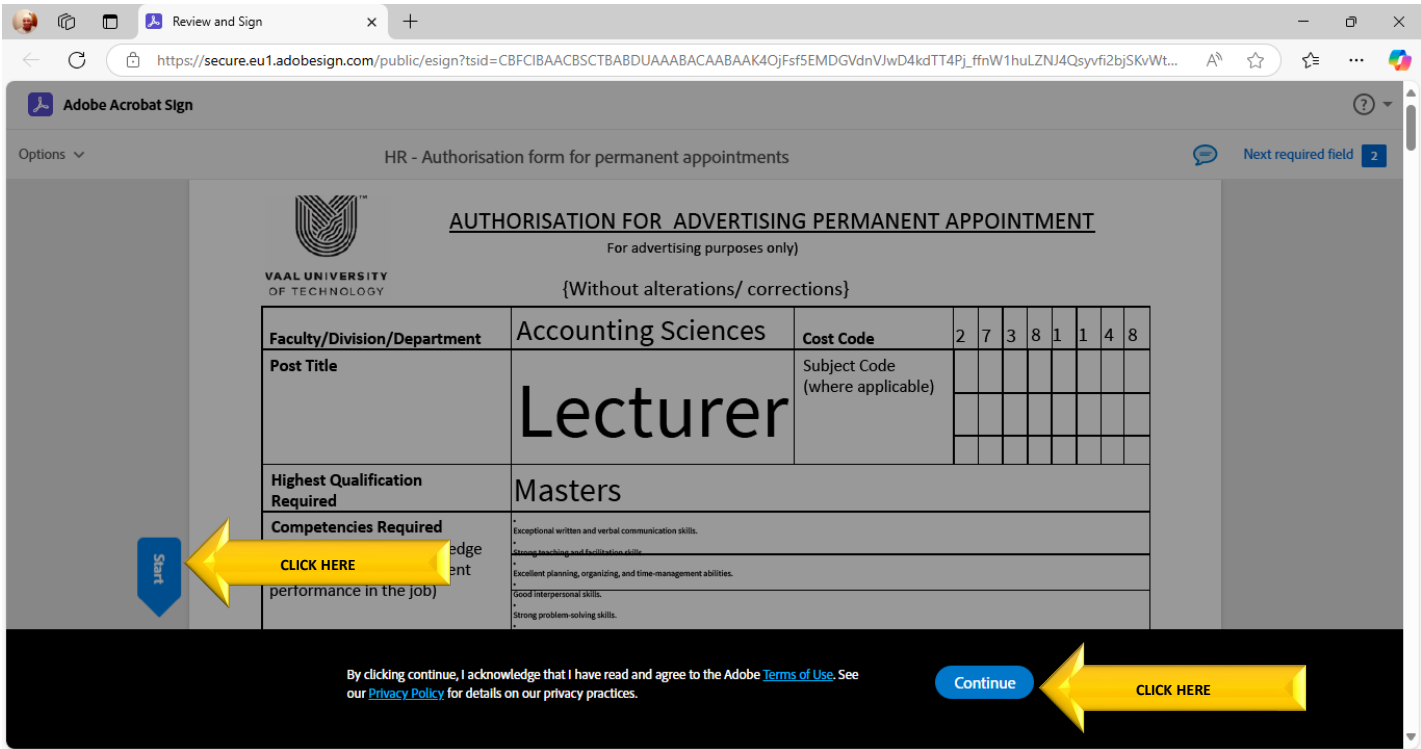 Review and Sign
https://secure.eu1.adobesign.com/public/esign?tsid=CBFCIBAACBSCTBABDUAAABACAABAAK4OjFsf5EMDGVdnVJwD4kdTT4Pj_ffnW1huLZNJ4Qsyvfi2bjSKvWt...
Adobe Acrobat Sign
Options
HR - Authorisation form for permanent appointments
Next required field 2
AUTHORISATION FOR ADVERTISING PERMANENT APPOINTMENT
For advertising purposes only)
VAAL UNIVERSITY
OF TECHNOLOGY
{Without alterations/ corrections}
Faculty/Division/Department Accounting Sciences Cost Code 2 7 3 8 1 1 4 8
Post Title
Lecturer
Subject Code
(where applicable)
Highest Qualification
Required
Masters
Competencies Required
edge
ent
performance in the job)
• 
Exceptional written and verbal communication skills.
• 
Strong teaching and facilitation skills.
• 
Excellent planning, organizing, and time-management abilities.
• 
Good interpersonal skills.
• 
Strong problem-solving skills.
•
Start
CLICK HERE
By clicking continue, I acknowledge that I have read and agree to the Adobe Terms of Use. See
our Privacy Policy for details on our privacy practices.
Continue
CLICK HERE